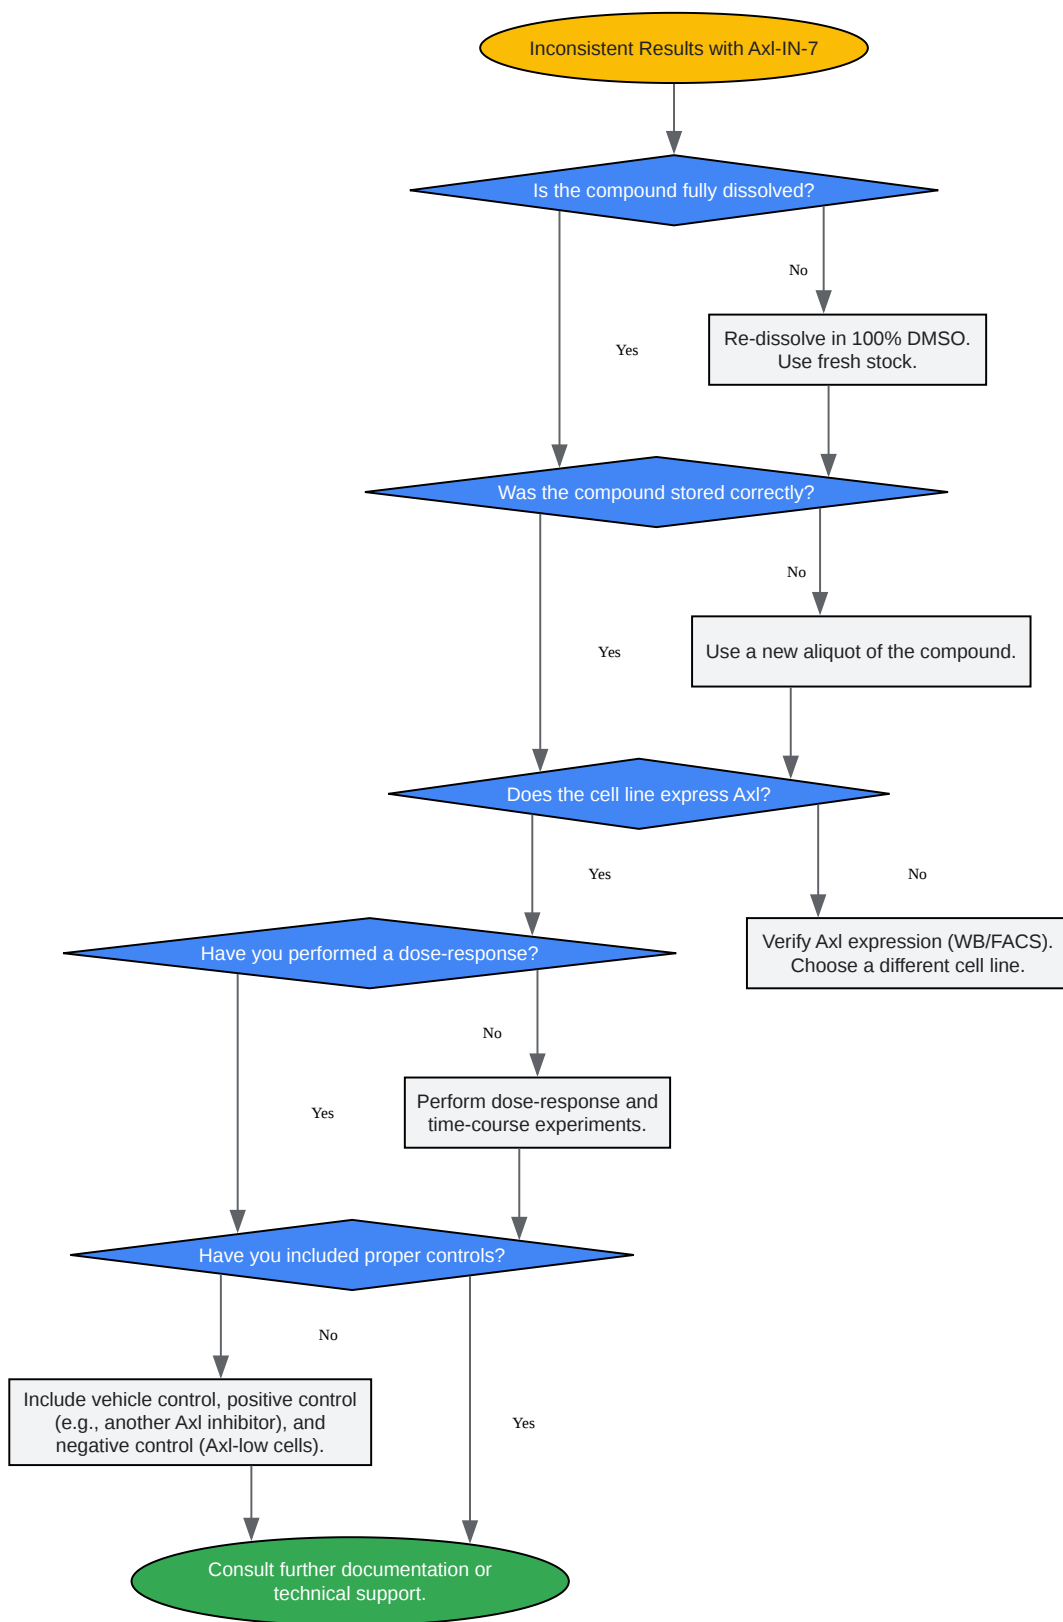 Inconsistent Results with Axl-IN-7
Is the compound fully dissolved?
No
Yes
Re-dissolve in 100% DMSO.
Use fresh stock.
Was the compound stored correctly?
No
Yes
Use a new aliquot of the compound.
Does the cell line express Axl?
Yes
No
Have you performed a dose-response?
Verify Axl expression (WB/FACS).
Choose a different cell line.
No
Yes
Perform dose-response and
time-course experiments.
Have you included proper controls?
No
Yes
Include vehicle control, positive control
(e.g., another Axl inhibitor), and
negative control (Axl-low cells).
Consult further documentation or
technical support.